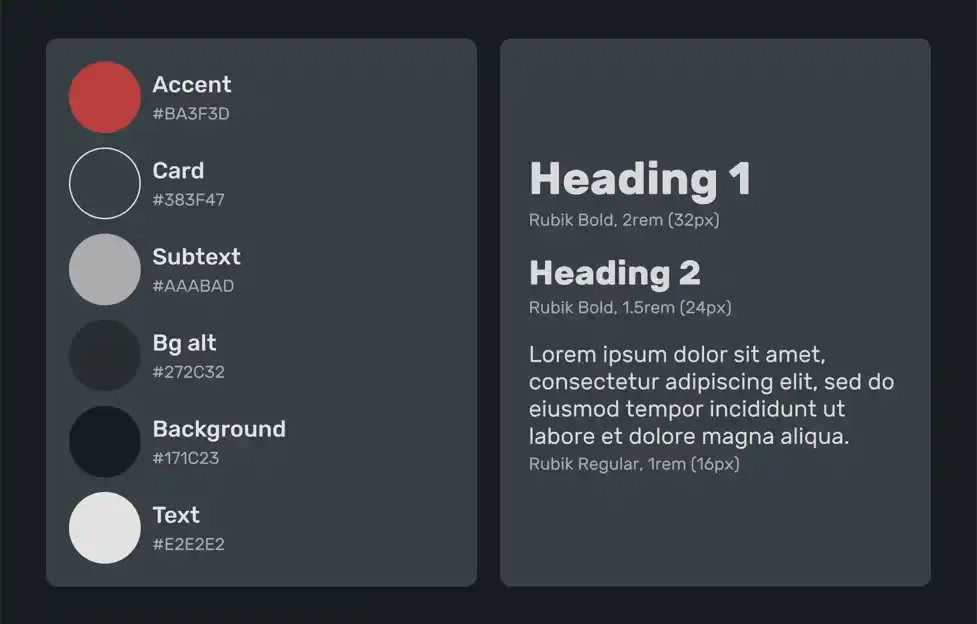 Accent
#BA3F3D
Card
#383F47
Subtext
#AAABAD
Bg alt
#272C32
Background
#171C23
Text
#E2E2E2
Heading 1
Rubik Bold, 2rem (32px)
Heading 2
Rubik Bold, 1.5rem (24px)
Lorem ipsum dolor sit amet,
consectetur adipiscing elit, sed do
eiusmod tempor incididunt ut
labore et dolore magna aliqua.
Rubik Regular, 1rem (16px)